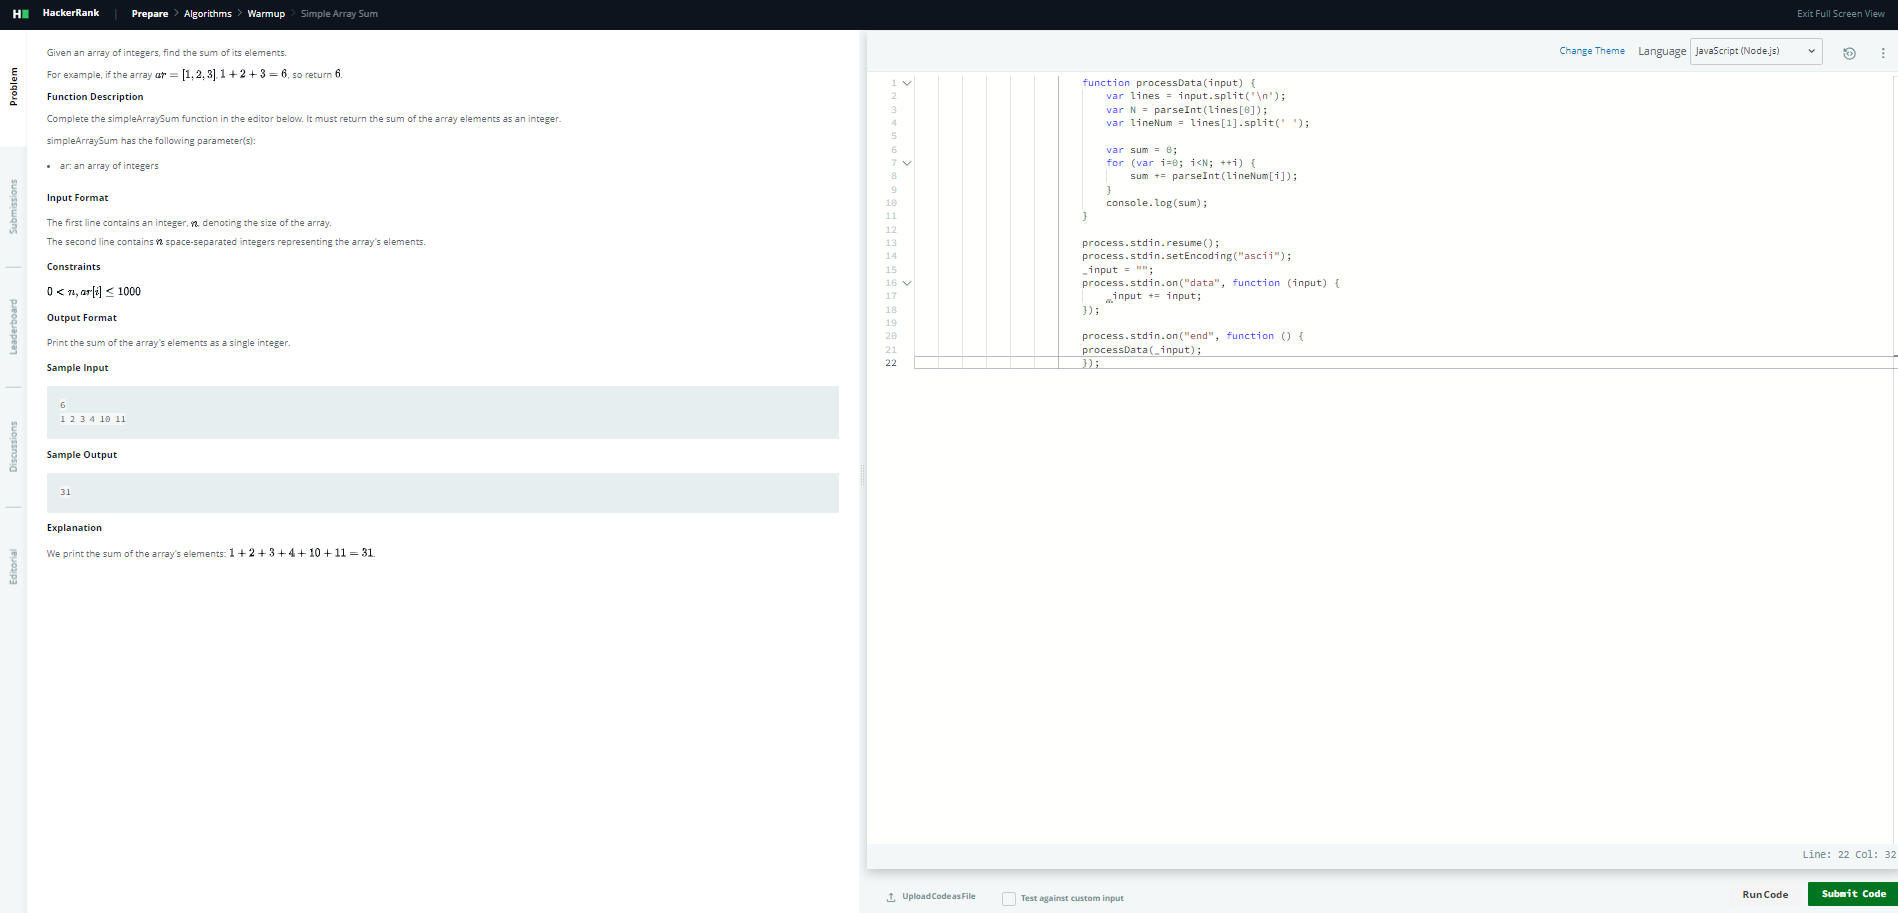 HackerRank | Prepare > Algorithms > Warmup > Simple Array Sum
Exit Full Screen View
Problem
Submissions
Leaderboard
Discussions
Editorial
Given an array of integers, find the sum of its elements.
For example, if the array ar = [1, 2, 3], 1 + 2 + 3 = 6, so return 6.
Function Description
Complete the simpleArraySum function in the editor below. It must return the sum of the array elements as an integer.
simpleArraySum has the following parameter(s):
• ar: an array of integers
Input Format
The first line contains an integer, n, denoting the size of the array.
The second line contains n space-separated integers representing the array's elements.
Constraints
0 < n, ar[i] ≤ 1000
Output Format
Print the sum of the array's elements as a single integer.
Sample Input
6
1 2 3 4 10 11
Sample Output
31
Explanation
We print the sum of the array's elements: 1 + 2 + 3 + 4 + 10 + 11 = 31.
Change Theme Language JavaScript (Node.js)
1 function processData(input) {
2 var lines = input.split('\n');
3 var N = parseInt(lines[0]);
4 var lineNum = lines[1].split(' ');
5
6 var sum = 0;
7 for (var i=0; i<N; ++i) {
8 sum += parseInt(lineNum[i]);
9 }
10 console.log(sum);
11 }
12
13 process.stdin.resume();
14 process.stdin.setEncoding("ascii");
15 _input = "";
16 process.stdin.on("data", function (input) {
17 _input += input;
18 });
19
20 process.stdin.on("end", function () {
21 processData(_input);
22 });
Line: 22 Col: 32
Upload Code as File
Test against custom input
Run Code
Submit Code